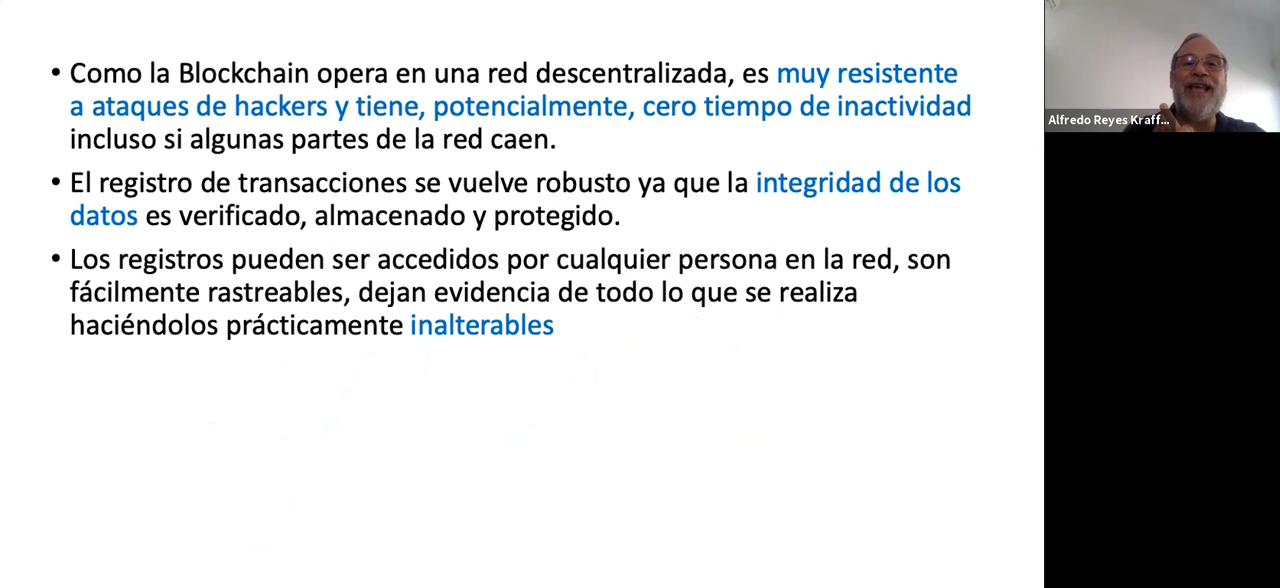 • Como la Blockchain opera en una red descentralizada, es muy resistente
a ataques de hackers y tiene, potencialmente, cero tiempo de inactividad
incluso si algunas partes de la red caen.
• El registro de transacciones se vuelve robusto ya que la integridad de los
datos es verificado, almacenado y protegido.
• Los registros pueden ser accedidos por cualquier persona en la red, son
fácilmente rastreables, dejan evidencia de todo lo que se realiza
haciéndolos prácticamente inalterables
Alfredo Reyes Kraff...